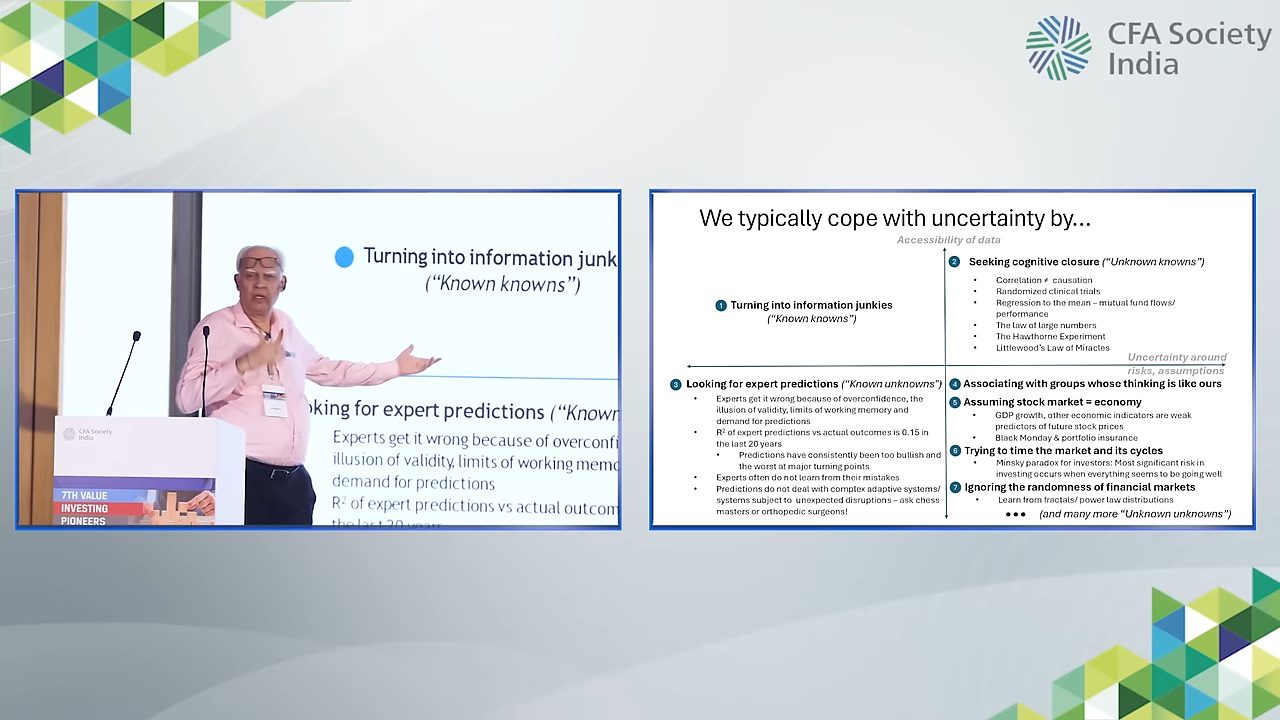 CFA Society
India
Turning into information junk
(“Known knowns”)
oking for expert predictions (“Known
Experts get it wrong because of overconfi
illusion of validity, limits of working memo
demand for predictions
R² of expert predictions vs actual outcom
the last 20 years
CFA Society
India
7TH VALUE
INVESTING
PIONEERS
We typically cope with uncertainty by...
Accessibility of data
1 Turning into information junkies
(“Known knowns”)
2 Seeking cognitive closure (“Unknown knowns”)
• Correlation ≠ causation
• Randomized clinical trials
• Regression to the mean – mutual fund flows/
performance
• The law of large numbers
• The Hawthorne Experiment
• Littlewood’s Law of Miracles
Uncertainty around
risks, assumptions
3 Looking for expert predictions (“Known unknowns”)
• Experts get it wrong because of overconfidence, the
illusion of validity, limits of working memory and
demand for predictions
• R² of expert predictions vs actual outcomes is 0.15 in
the last 20 years
• Predictions have consistently been too bullish and
the worst at major turning points
• Experts often do not learn from their mistakes
• Predictions do not deal with complex adaptive systems/
systems subject to unexpected disruptions – ask chess
masters or orthopedic surgeons!
4 Associating with groups whose thinking is like ours
5 Assuming stock market = economy
• GDP growth, other economic indicators are weak
predictors of future stock prices
• Black Monday & portfolio insurance
6 Trying to time the market and its cycles
• Minsky paradox for investors: Most significant risk in
investing occurs when everything seems to be going well
7 Ignoring the randomness of financial markets
• Learn from fractals/ power law distributions
••• (and many more “Unknown unknowns”)